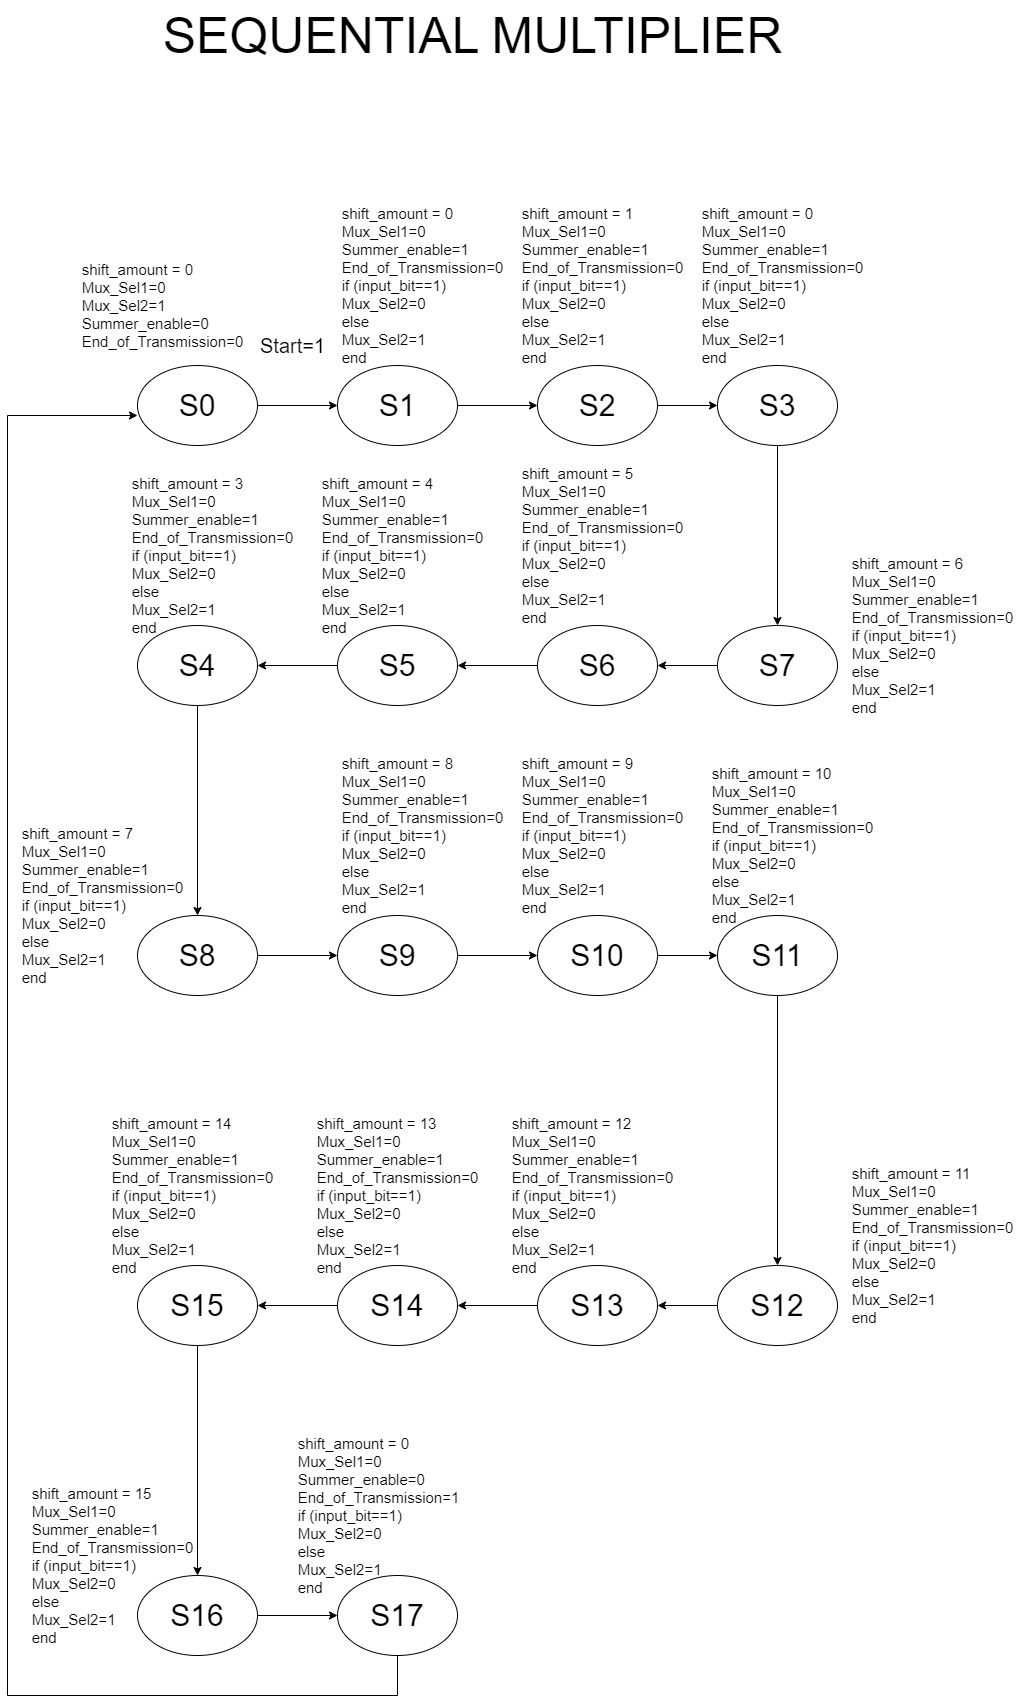 SEQUENTIAL MULTIPLIER
shift_amount = 0
Mux_Sel1=0
Mux_Sel2=1
Summer_enable=0
End_of_Transmission=0
Start=1
shift_amount = 0
Mux_Sel1=0
Summer_enable=1
End_of_Transmission=0
if (input_bit==1)
Mux_Sel2=0
else
Mux_Sel2=1
end
shift_amount = 1
Mux_Sel1=0
Summer_enable=1
End_of_Transmission=0
if (input_bit==1)
Mux_Sel2=0
else
Mux_Sel2=1
end
shift_amount = 0
Mux_Sel1=0
Summer_enable=1
End_of_Transmission=0
if (input_bit==1)
Mux_Sel2=0
else
Mux_Sel2=1
end
S0
S1
S2
S3
shift_amount = 3
Mux_Sel1=0
Summer_enable=1
End_of_Transmission=0
if (input_bit==1)
Mux_Sel2=0
else
Mux_Sel2=1
end
shift_amount = 4
Mux_Sel1=0
Summer_enable=1
End_of_Transmission=0
if (input_bit==1)
Mux_Sel2=0
else
Mux_Sel2=1
end
shift_amount = 5
Mux_Sel1=0
Summer_enable=1
End_of_Transmission=0
if (input_bit==1)
Mux_Sel2=0
else
Mux_Sel2=1
end
shift_amount = 6
Mux_Sel1=0
Summer_enable=1
End_of_Transmission=0
if (input_bit==1)
Mux_Sel2=0
else
Mux_Sel2=1
end
S4
S5
S6
S7
shift_amount = 7
Mux_Sel1=0
Summer_enable=1
End_of_Transmission=0
if (input_bit==1)
Mux_Sel2=0
else
Mux_Sel2=1
end
shift_amount = 8
Mux_Sel1=0
Summer_enable=1
End_of_Transmission=0
if (input_bit==1)
Mux_Sel2=0
else
Mux_Sel2=1
end
shift_amount = 9
Mux_Sel1=0
Summer_enable=1
End_of_Transmission=0
if (input_bit==1)
Mux_Sel2=0
else
Mux_Sel2=1
end
shift_amount = 10
Mux_Sel1=0
Summer_enable=1
End_of_Transmission=0
if (input_bit==1)
Mux_Sel2=0
else
Mux_Sel2=1
end
S8
S9
S10
S11
shift_amount = 14
Mux_Sel1=0
Summer_enable=1
End_of_Transmission=0
if (input_bit==1)
Mux_Sel2=0
else
Mux_Sel2=1
end
shift_amount = 13
Mux_Sel1=0
Summer_enable=1
End_of_Transmission=0
if (input_bit==1)
Mux_Sel2=0
else
Mux_Sel2=1
end
shift_amount = 12
Mux_Sel1=0
Summer_enable=1
End_of_Transmission=0
if (input_bit==1)
Mux_Sel2=0
else
Mux_Sel2=1
end
shift_amount = 11
Mux_Sel1=0
Summer_enable=1
End_of_Transmission=0
if (input_bit==1)
Mux_Sel2=0
else
Mux_Sel2=1
end
S15
S14
S13
S12
shift_amount = 15
Mux_Sel1=0
Summer_enable=1
End_of_Transmission=0
if (input_bit==1)
Mux_Sel2=0
else
Mux_Sel2=1
end
shift_amount = 0
Mux_Sel1=0
Summer_enable=0
End_of_Transmission=1
if (input_bit==1)
Mux_Sel2=0
else
Mux_Sel2=1
end
S16
S17